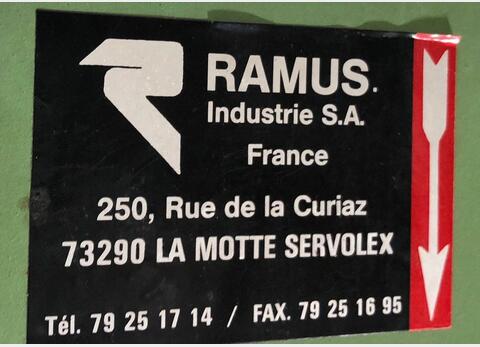 RAMUS.
Industrie S.A.
France
250, Rue de la Curiaz
73290 LA MOTTE SERVOLEX
Tél. 79 25 17 14 / FAX. 79 25 16 95